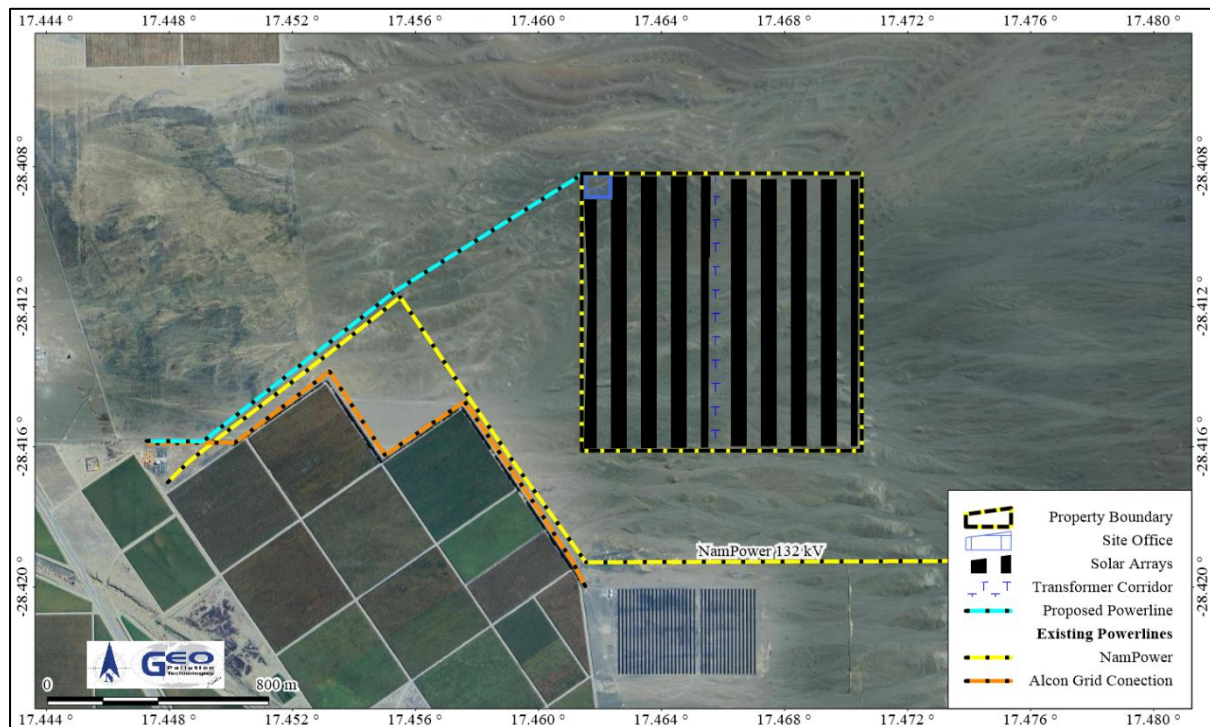 17.444 ° 17.448 ° 17.452 ° 17.456 ° 17.460 ° 17.464 ° 17.468 ° 17.472 ° 17.476 ° 17.480 °
-28.408 ° -28.408 °
-28.412 ° -28.412 °
-28.416 ° -28.416 °
-28.420 ° -28.420 °
NamPower 132 kV
Property Boundary
Site Office
Solar Arrays
Transformer Corridor
Proposed Powerline
Existing Powerlines
NamPower
Alcon Grid Conection
GEO
Pollution
Technologies
0 800 m
17.444 ° 17.448 ° 17.452 ° 17.456 ° 17.460 ° 17.464 ° 17.468 ° 17.472 ° 17.476 ° 17.480 °